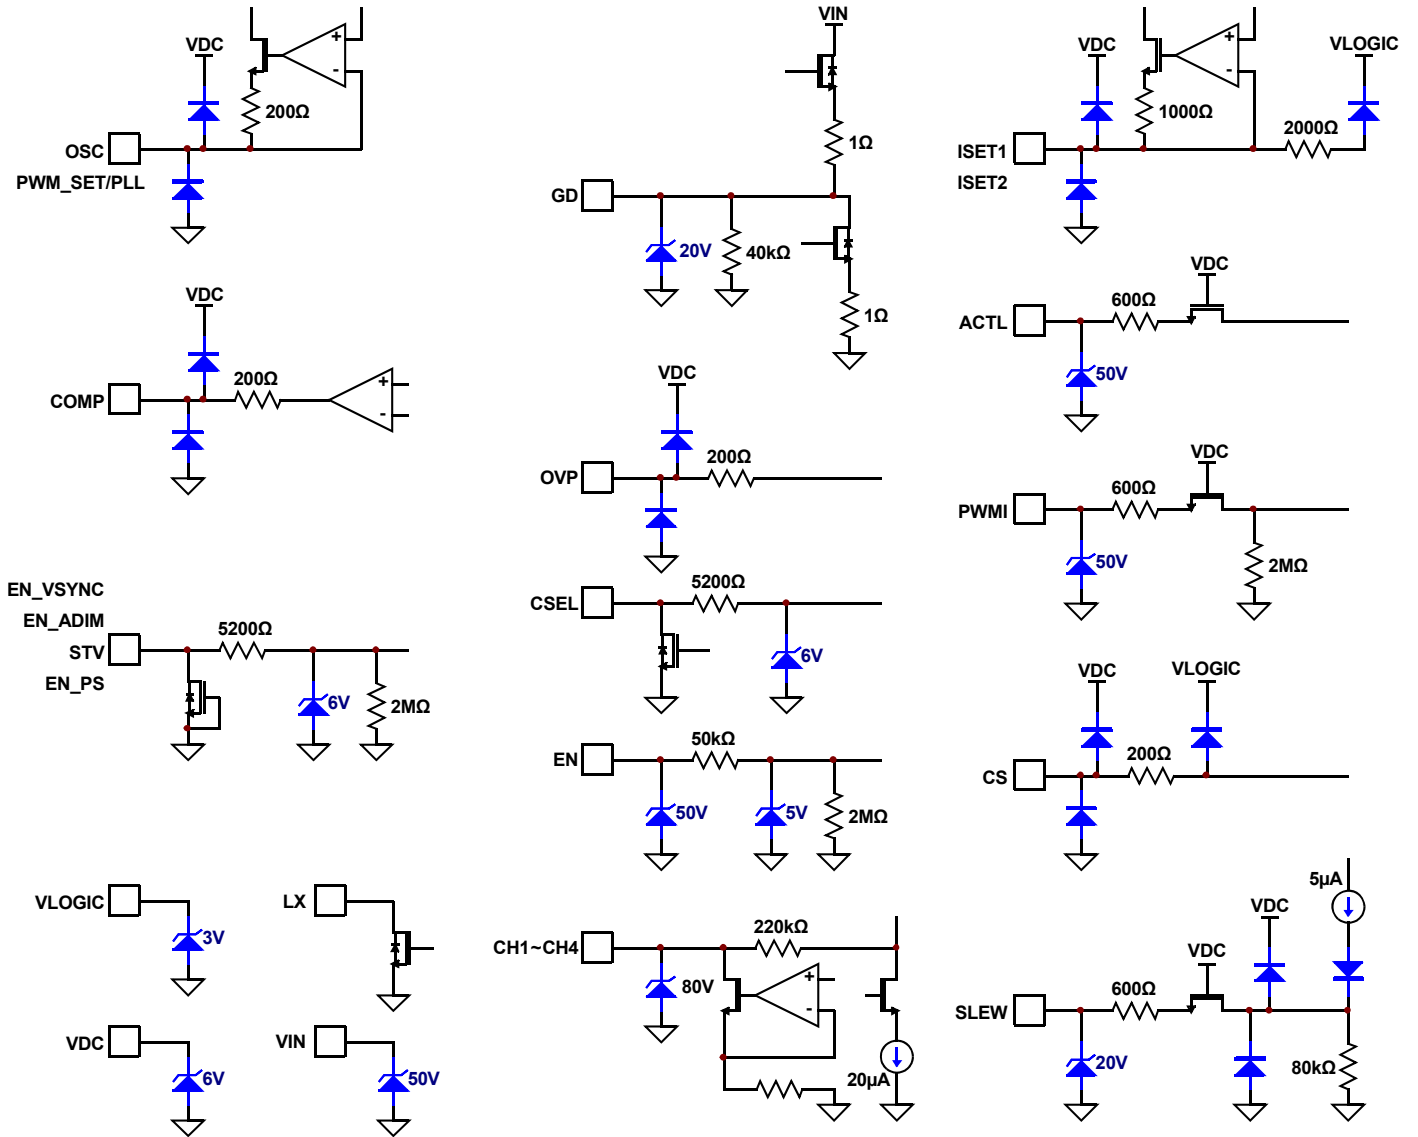 VDC
+
-
200Ω
OSC
PWM_SET/PLL
VDC
200Ω
+
-
COMP
EN_VSYNC
EN_ADIM
STV
EN_PS
5200Ω
6V
2MΩ
VLOGIC
3V
LX
VDC
6V
VIN
50V
VIN
1Ω
GD
20V
40kΩ
1Ω
VDC
200Ω
OVP
5200Ω
CSEL
6V
50kΩ
EN
50V
5V
2MΩ
220kΩ
CH1~CH4
80V
+
-
20µA
VDC
+
-
VLOGIC
1000Ω
2000Ω
ISET1
ISET2
VDC
600Ω
ACTL
50V
VDC
600Ω
PWMI
50V
2MΩ
VDC
VLOGIC
200Ω
CS
5µA
VDC
VDC
600Ω
SLEW
20V
80kΩ